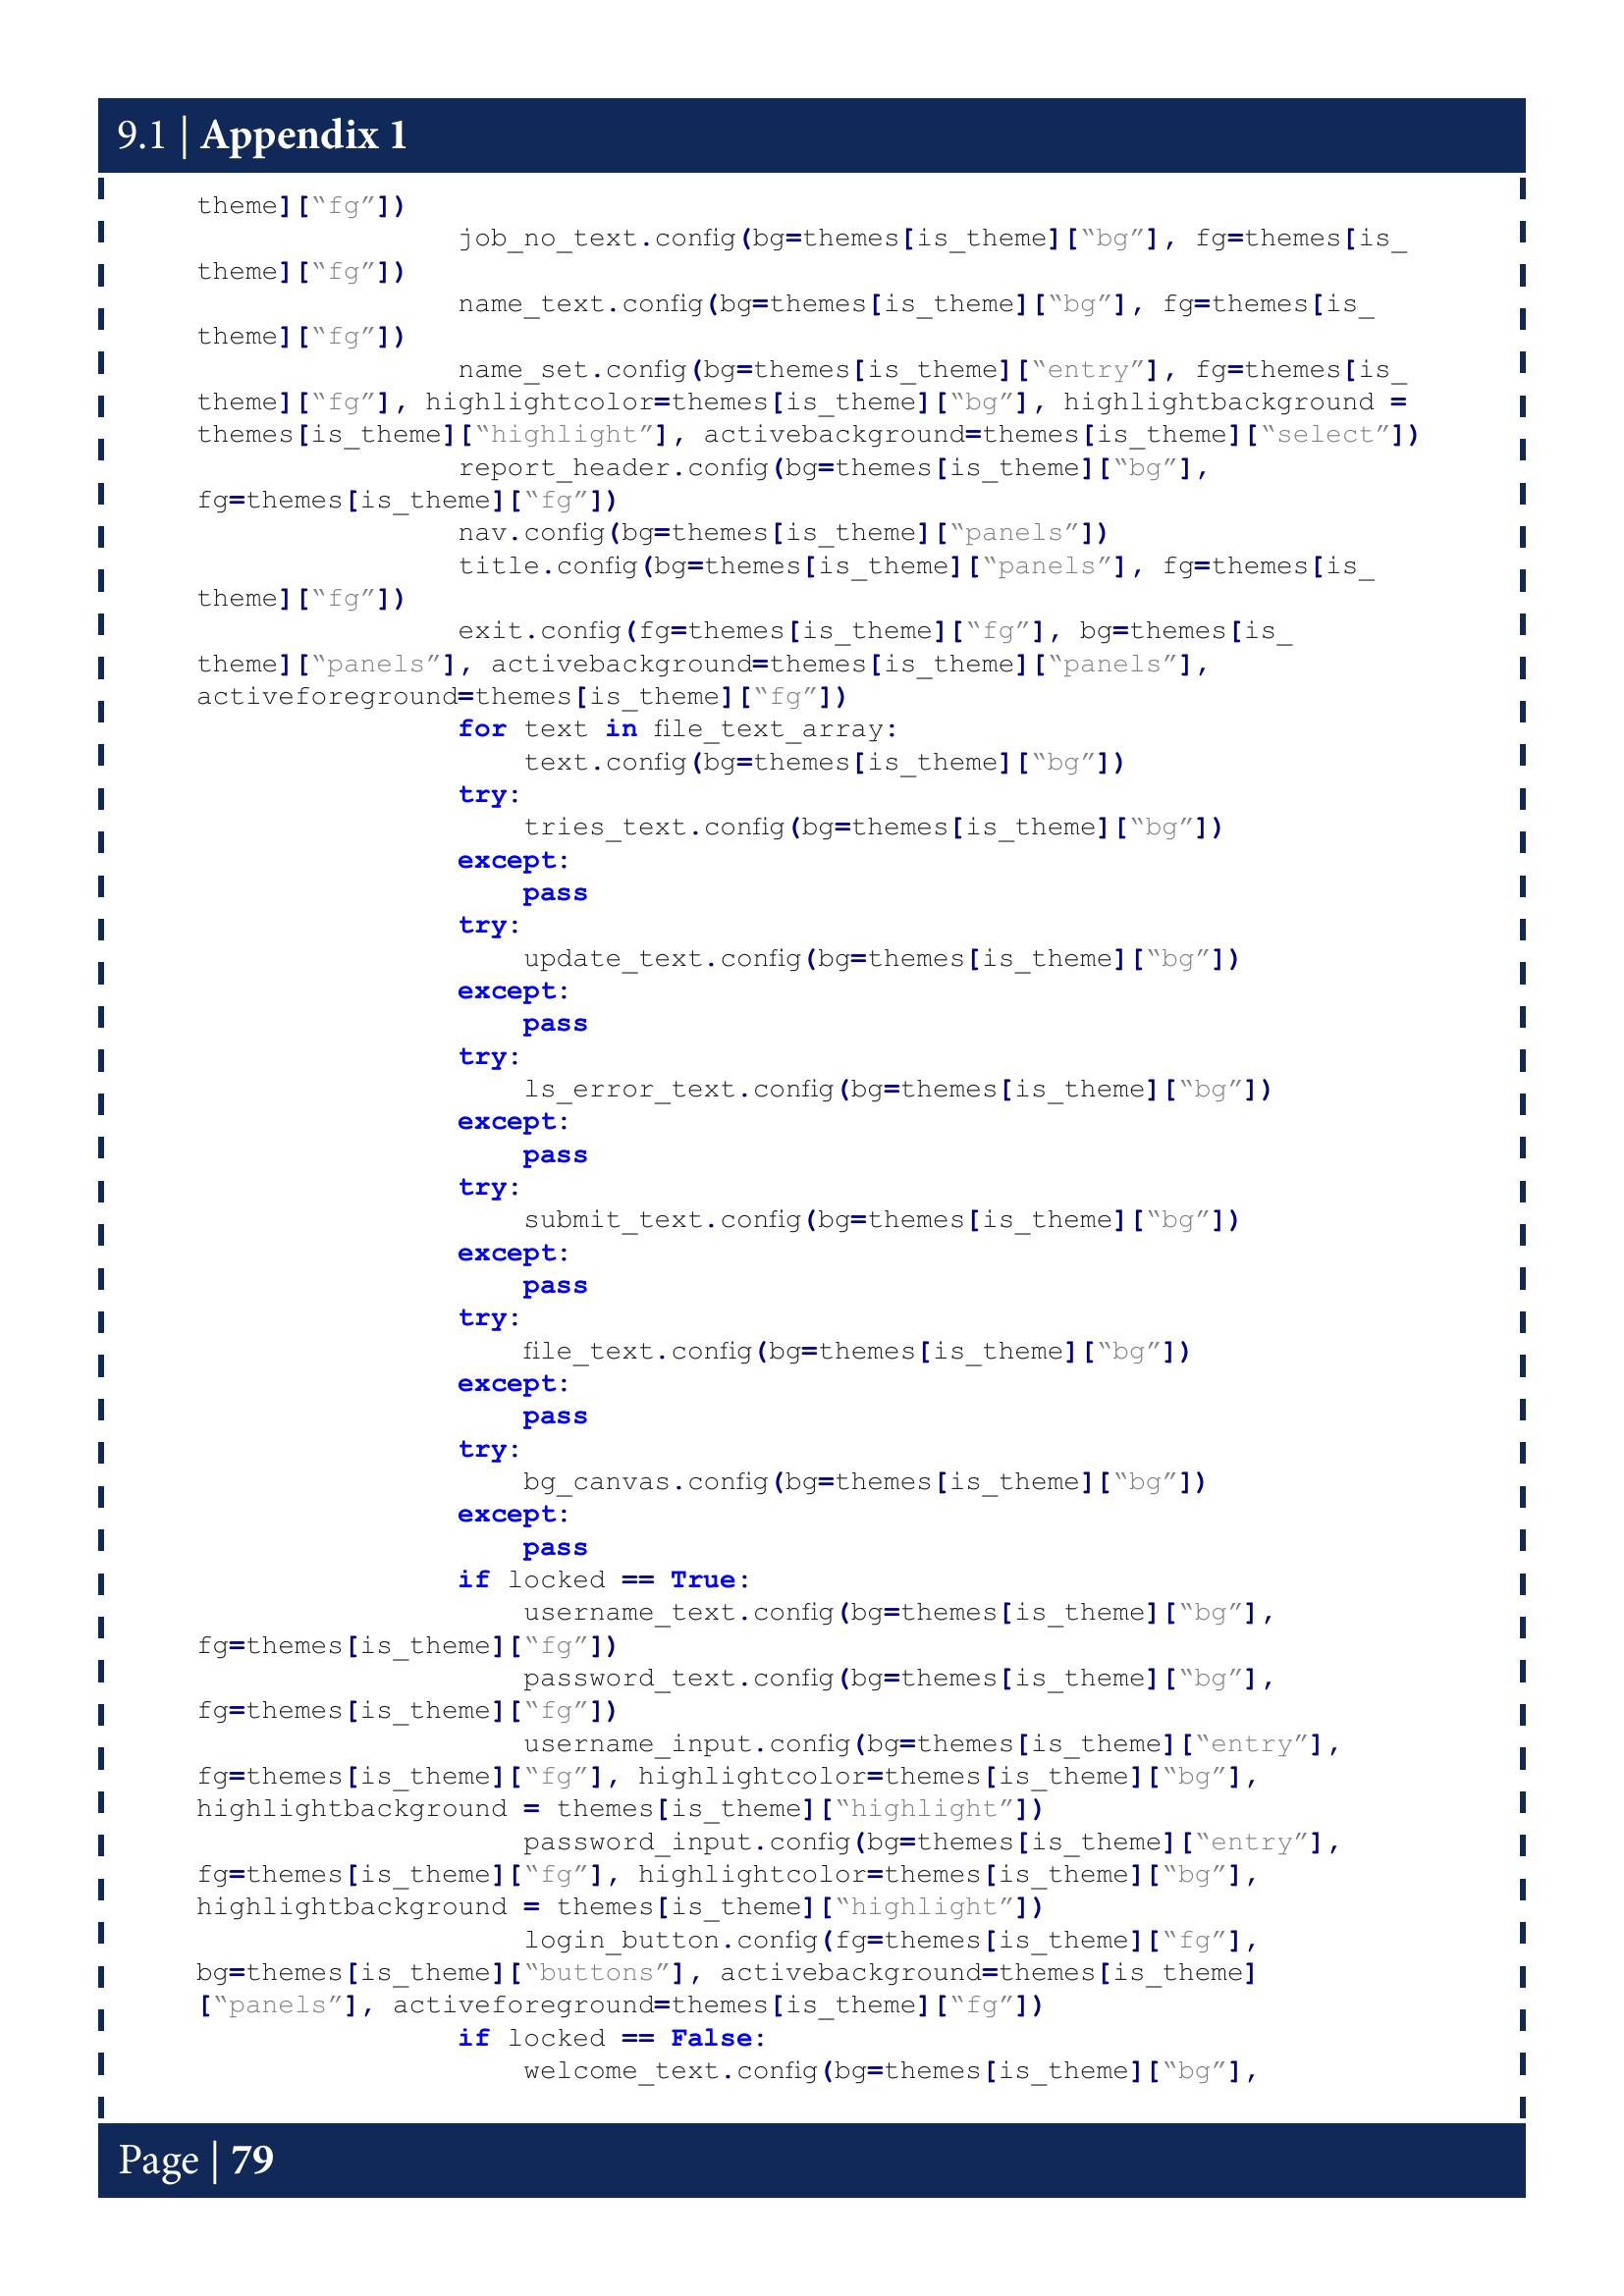 9.1 | Appendix 1
theme][“fg”])
job_no_text.config(bg=themes[is_theme][“bg”], fg=themes[is_
theme][“fg”])
name_text.config(bg=themes[is_theme][“bg”], fg=themes[is_
theme][“fg”])
name_set.config(bg=themes[is_theme][“entry”], fg=themes[is_
theme][“fg”], highlightcolor=themes[is_theme][“bg”], highlightbackground =
themes[is_theme][“highlight”], activebackground=themes[is_theme][“select”])
report_header.config(bg=themes[is_theme][“bg”],
fg=themes[is_theme][“fg”])
nav.config(bg=themes[is_theme][“panels”])
title.config(bg=themes[is_theme][“panels”], fg=themes[is_
theme][“fg”])
exit.config(fg=themes[is_theme][“fg”], bg=themes[is_
theme][“panels”], activebackground=themes[is_theme][“panels”],
activeforeground=themes[is_theme][“fg”])
for text in file_text_array:
text.config(bg=themes[is_theme][“bg”])
try:
tries_text.config(bg=themes[is_theme][“bg”])
except:
pass
try:
update_text.config(bg=themes[is_theme][“bg”])
except:
pass
try:
ls_error_text.config(bg=themes[is_theme][“bg”])
except:
pass
try:
submit_text.config(bg=themes[is_theme][“bg”])
except:
pass
try:
file_text.config(bg=themes[is_theme][“bg”])
except:
pass
try:
bg_canvas.config(bg=themes[is_theme][“bg”])
except:
pass
if locked == True:
username_text.config(bg=themes[is_theme][“bg”],
fg=themes[is_theme][“fg”])
password_text.config(bg=themes[is_theme][“bg”],
fg=themes[is_theme][“fg”])
username_input.config(bg=themes[is_theme][“entry”],
fg=themes[is_theme][“fg”], highlightcolor=themes[is_theme][“bg”],
highlightbackground = themes[is_theme][“highlight”])
password_input.config(bg=themes[is_theme][“entry”],
fg=themes[is_theme][“fg”], highlightcolor=themes[is_theme][“bg”],
highlightbackground = themes[is_theme][“highlight”])
login_button.config(fg=themes[is_theme][“fg”],
bg=themes[is_theme][“buttons”], activebackground=themes[is_theme]
[“panels”], activeforeground=themes[is_theme][“fg”])
if locked == False:
welcome_text.config(bg=themes[is_theme][“bg”],
Page | 79